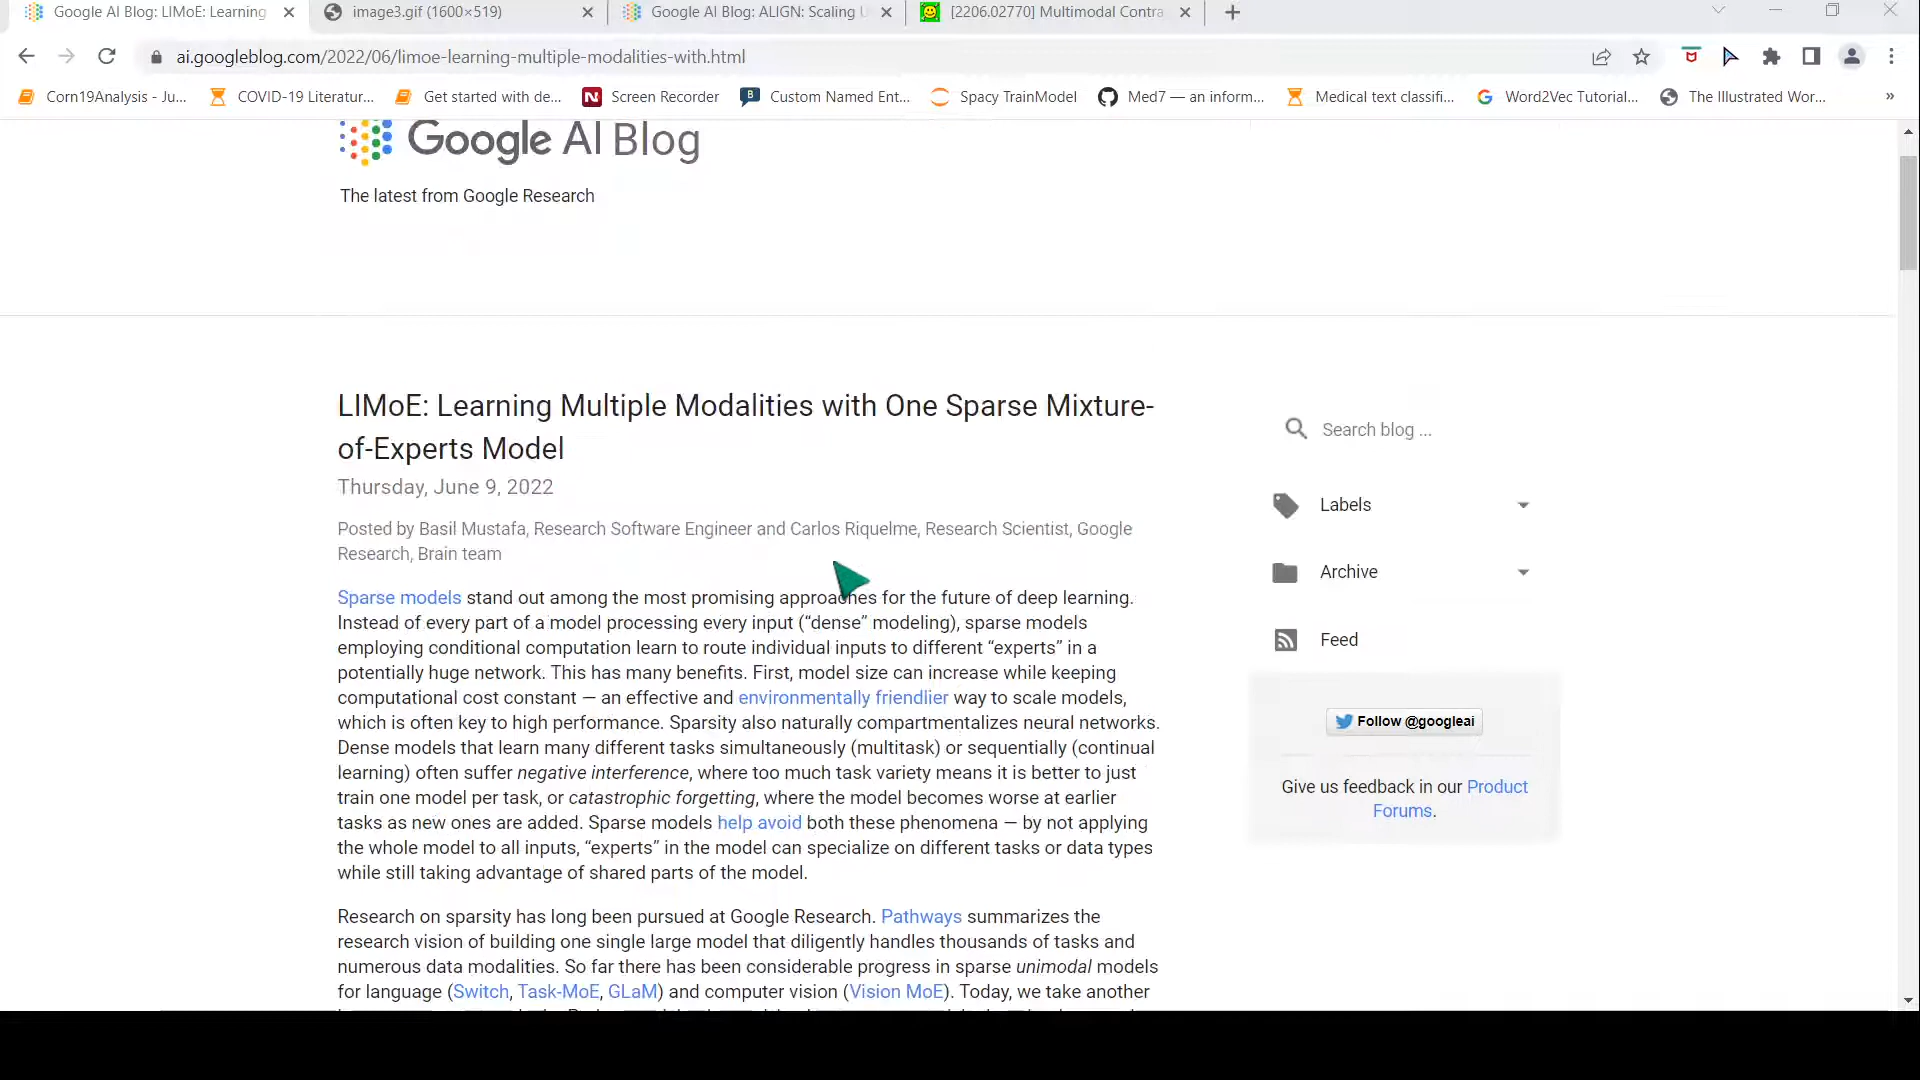 Google AI Blog: LIMoE: Learning
image3.gif (1600×519)
Google AI Blog: ALIGN: Scaling U
[2206.02770] Multimodal Contra
ai.googleblog.com/2022/06/limoe-learning-multiple-modalities-with.html
Corn19Analysis - Ju...
COVID-19 Literatur...
Get started with de...
Screen Recorder
Custom Named Ent...
Spacy TrainModel
Med7 — an inform...
Medical text classifi...
Word2Vec Tutorial...
The Illustrated Wor...
»
Google AI Blog
The latest from Google Research
LIMoE: Learning Multiple Modalities with One Sparse Mixture-
of-Experts Model
Thursday, June 9, 2022
Posted by Basil Mustafa, Research Software Engineer and Carlos Riquelme, Research Scientist, Google
Research, Brain team
Sparse models stand out among the most promising approaches for the future of deep learning.
Instead of every part of a model processing every input (“dense” modeling), sparse models
employing conditional computation learn to route individual inputs to different “experts” in a
potentially huge network. This has many benefits. First, model size can increase while keeping
computational cost constant — an effective and environmentally friendlier way to scale models,
which is often key to high performance. Sparsity also naturally compartmentalizes neural networks.
Dense models that learn many different tasks simultaneously (multitask) or sequentially (continual
learning) often suffer negative interference, where too much task variety means it is better to just
train one model per task, or catastrophic forgetting, where the model becomes worse at earlier
tasks as new ones are added. Sparse models help avoid both these phenomena — by not applying
the whole model to all inputs, “experts” in the model can specialize on different tasks or data types
while still taking advantage of shared parts of the model.
Research on sparsity has long been pursued at Google Research. Pathways summarizes the
research vision of building one single large model that diligently handles thousands of tasks and
numerous data modalities. So far there has been considerable progress in sparse unimodal models
for language (Switch, Task-MoE, GLaM) and computer vision (Vision MoE). Today, we take another
Search blog ...
Labels
Archive
Feed
Follow @googleai
Give us feedback in our Product
Forums.